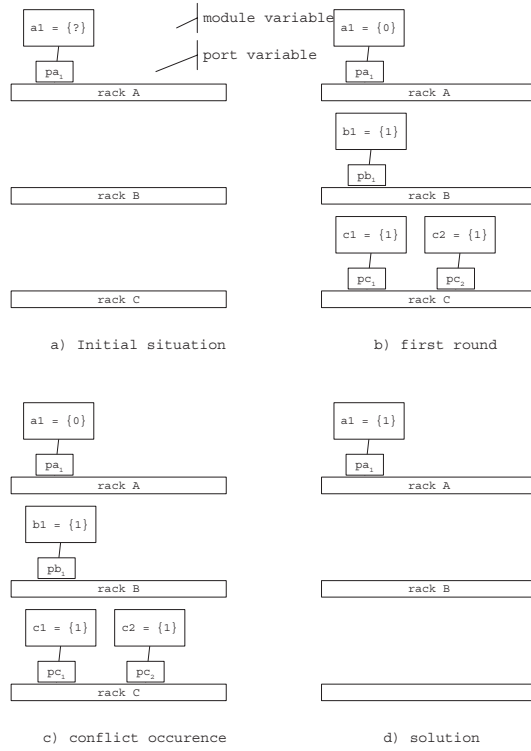 a1 = {?}
module variable
port variable
pa1
rack A
rack B
rack C
a) Initial situation
a1 = {0}
pa1
rack A
b1 = {1}
pb1
rack B
c1 = {1} c2 = {1}
pc1 pc2
rack C
b) first round
a1 = {0}
pa1
rack A
b1 = {1}
pb1
rack B
c1 = {1} c2 = {1}
pc1 pc2
rack C
c) conflict occurence
a1 = {1}
pa1
rack A
rack B
d) solution